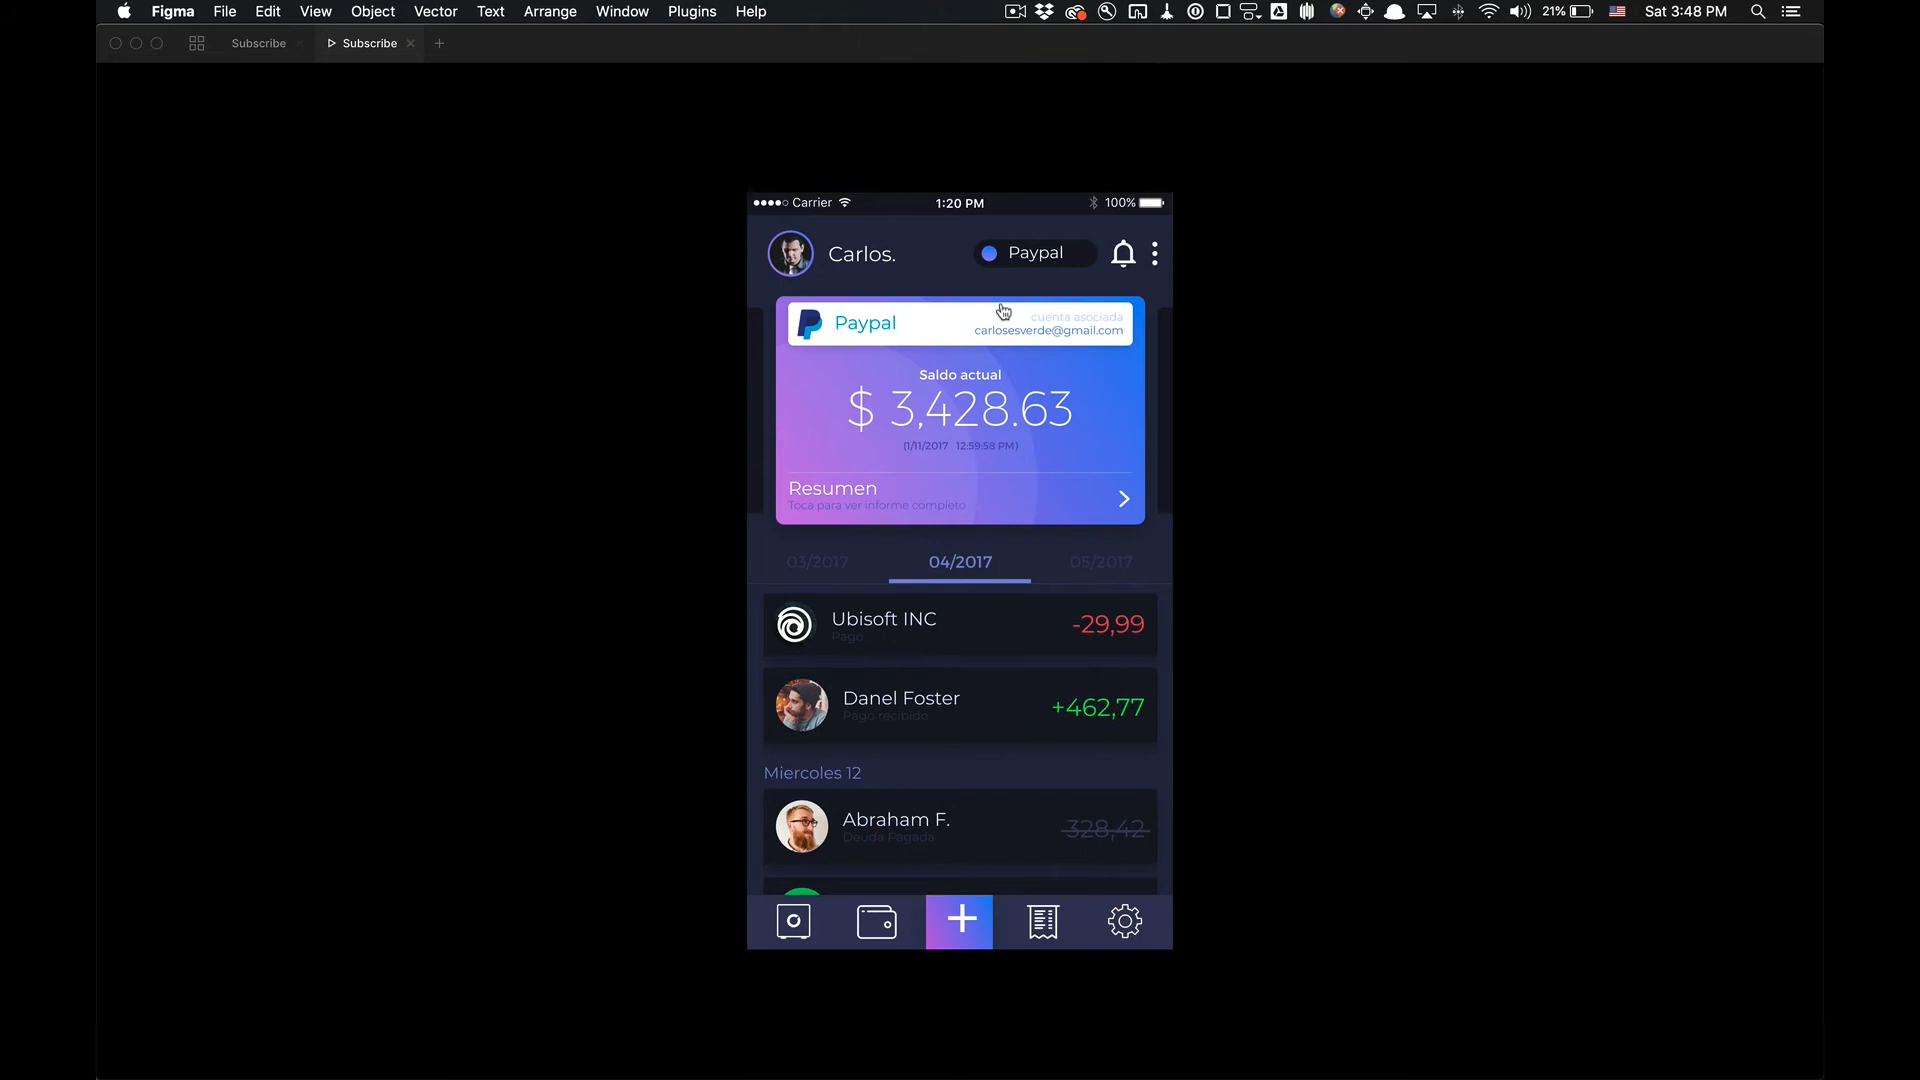 Figma File Edit View Object Vector Text Arrange Window Plugins Help 21% Sat 3:48 PM
Subscribe Subscribe
Carrier 1:20 PM 100%
Carlos. Paypal
Paypal cuenta asociada
carlosesverde@gmail.com
Saldo actual
$ 3,428.63
(1/11/2017 12:59:58 PM)
Resumen
Toca para ver informe completo
03/2017 04/2017 05/2017
Ubisoft INC -29,99
Pago
Danel Foster +462,77
Pago recibido
Miercoles 12
Abraham F. 328,42
Deuda Pagada